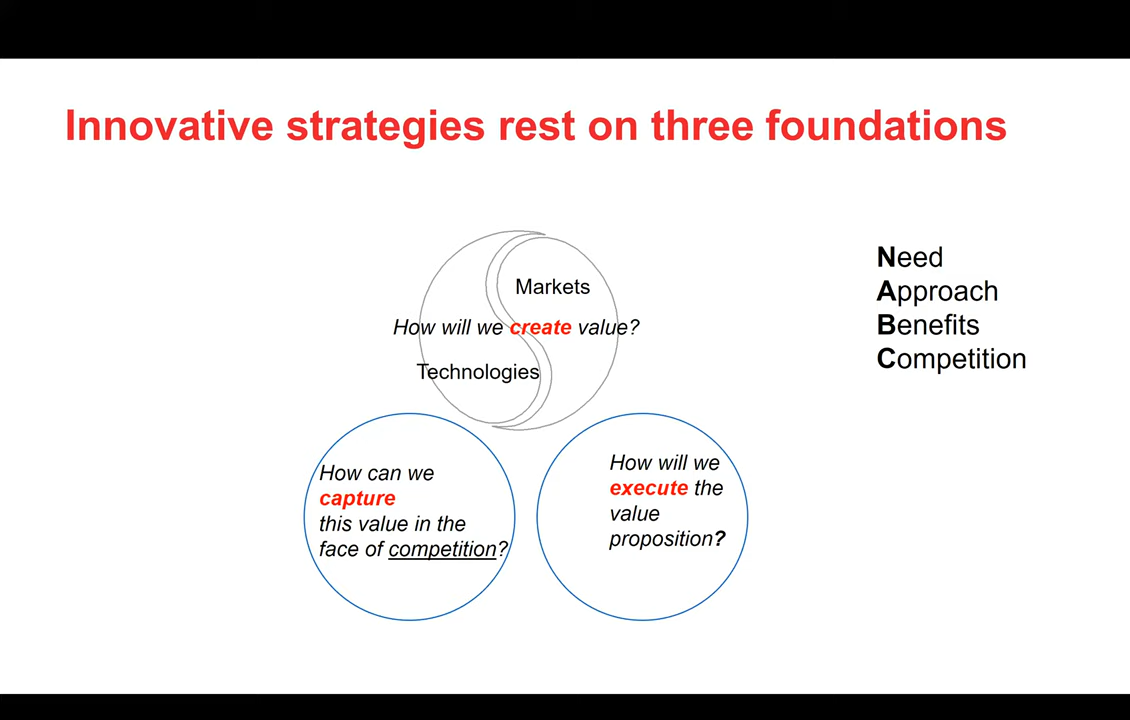 Innovative strategies rest on three foundations
Markets
How will we create value?
Technologies
How can we
capture
this value in the
face of competition?
How will we
execute the
value
proposition?
Need
Approach
Benefits
Competition